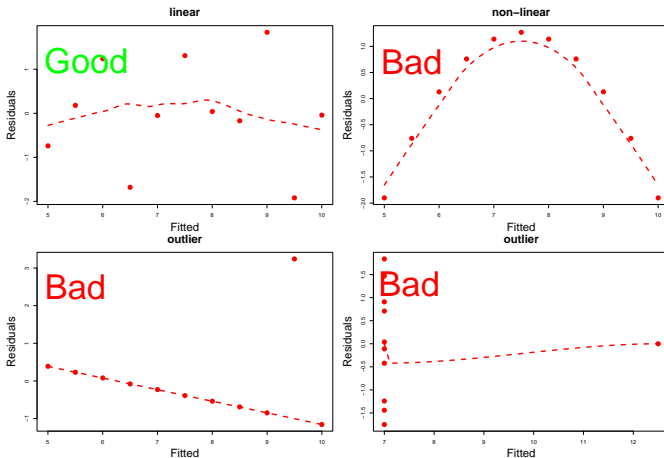 linear
Good
Residuals
1
0
−1
−2
5 6 7 8 9 10
Fitted
non−linear
Bad
Residuals
1.0
0.5
0.0
−0.5
−1.0
−1.5
−2.0
5 6 7 8 9 10
Fitted
outlier
Bad
Residuals
3
2
1
0
−1
5 6 7 8 9 10
Fitted
outlier
Bad
Residuals
1.5
1.0
0.5
0.0
−0.5
−1.0
−1.5
7 8 9 10 11 12
Fitted